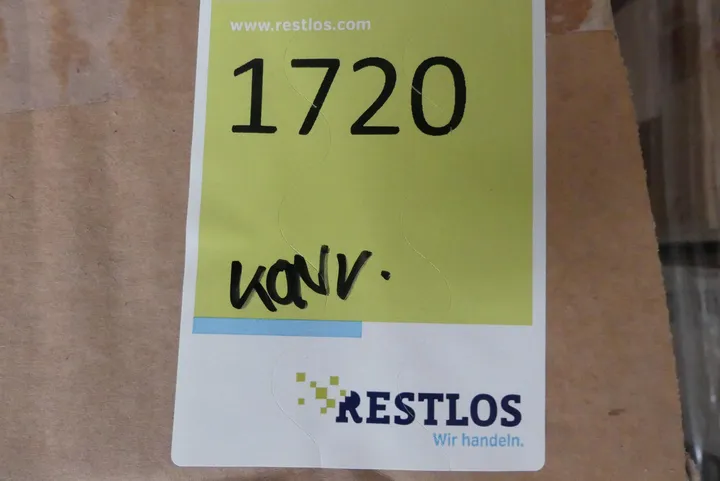 www.restlos.com
1720
KONV.
RESTLOS
Wir handeln.